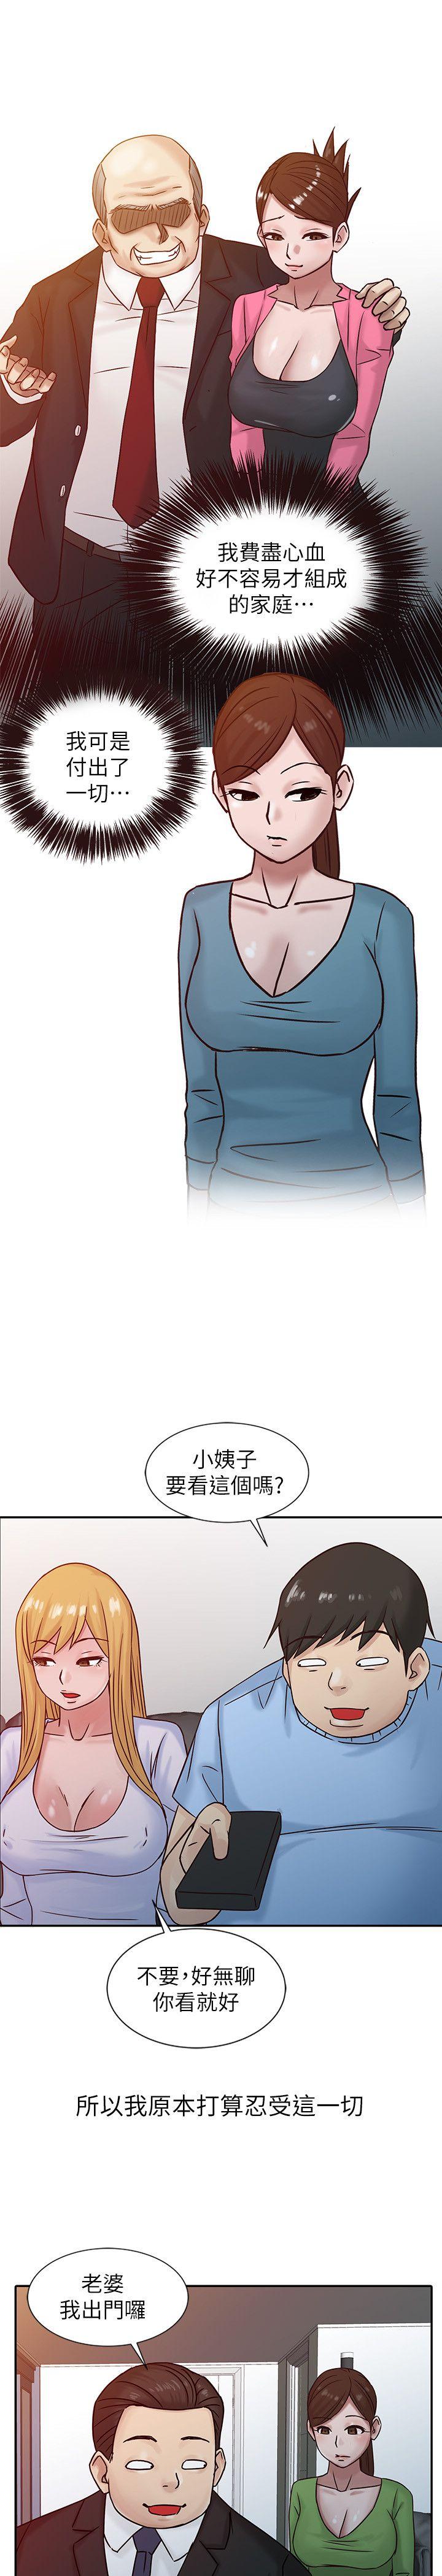 我費盡心血
好不容易才組成
的家庭⋯
我可是
付出了
一切⋯
小姨子
要看這個嗎?
不要,好無聊
你看就好
所以我原本打算忍受這一切
老婆
我出門囉